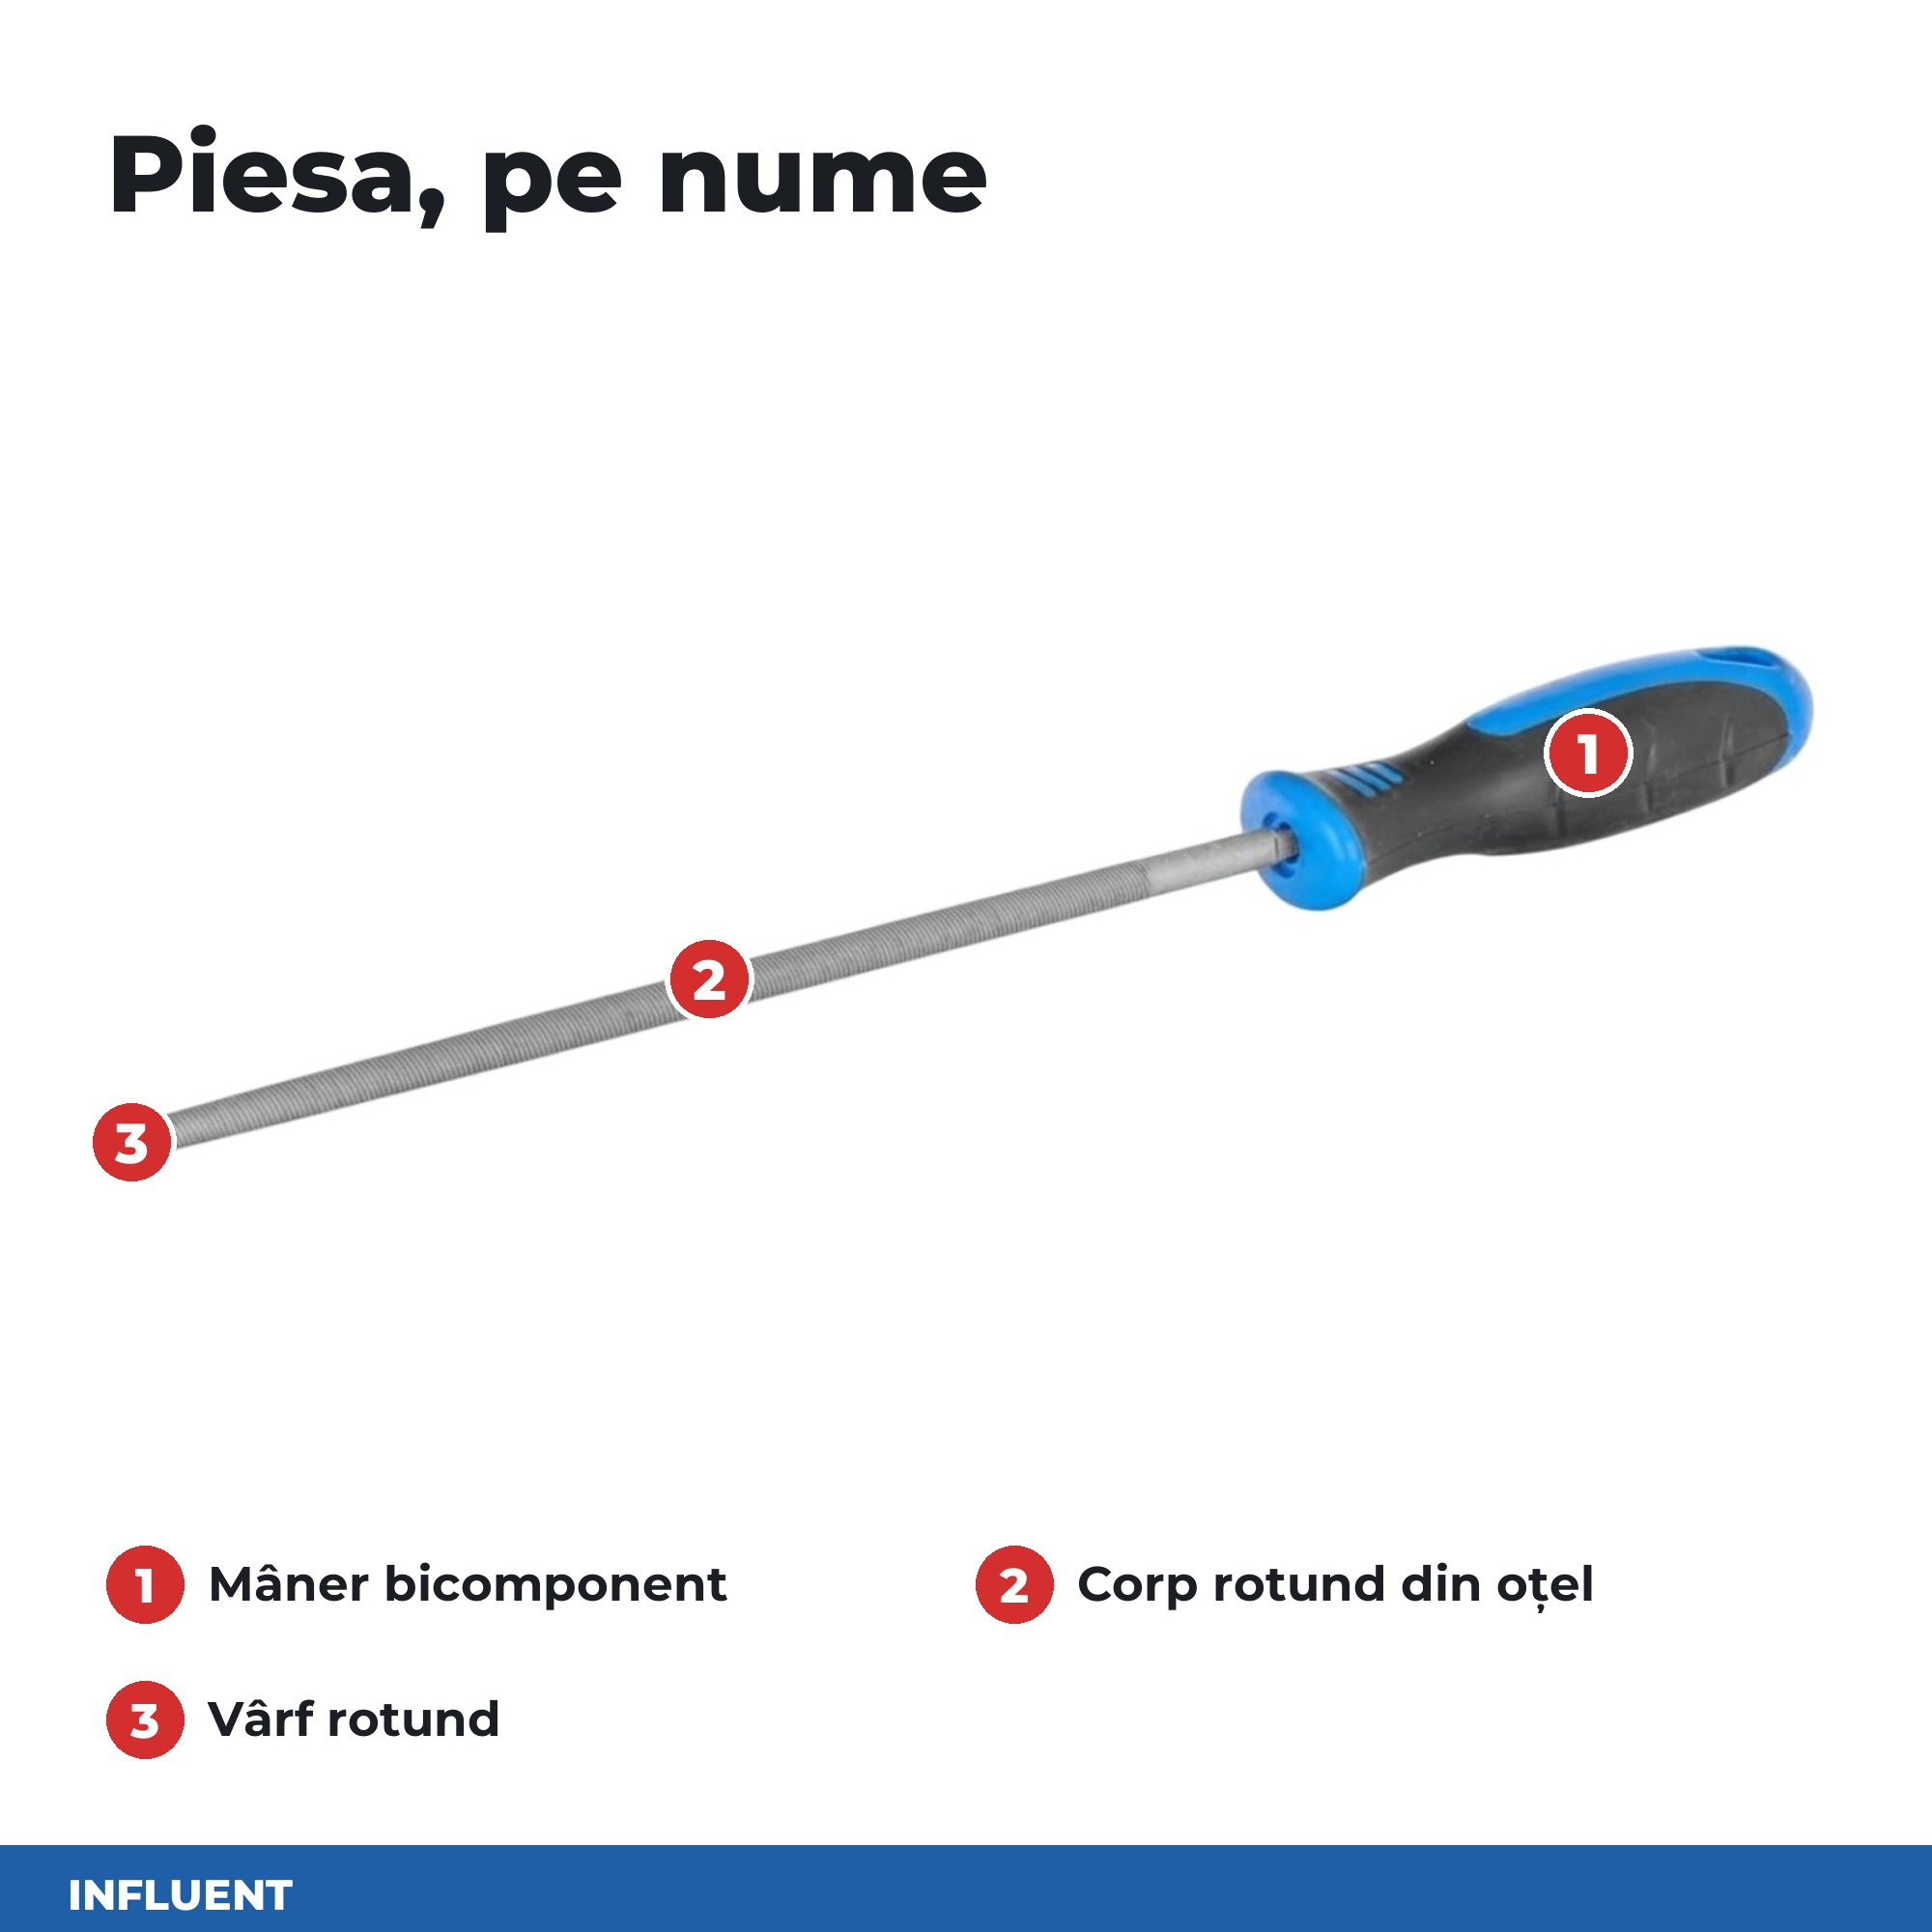 Piesa, pe nume
1
2
3
1 Mâner bicomponent
2 Corp rotund din oțel
3 Vârf rotund
INFLUENT